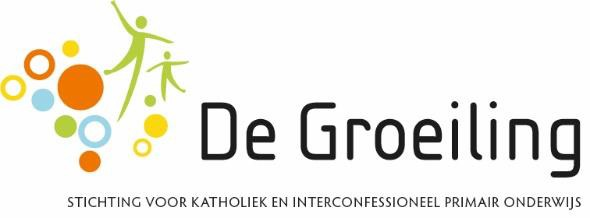 De Groeiling
STICHTING VOOR KATHOLIEK EN INTERCONFESSIONEEL PRIMAIR ONDERWIJS